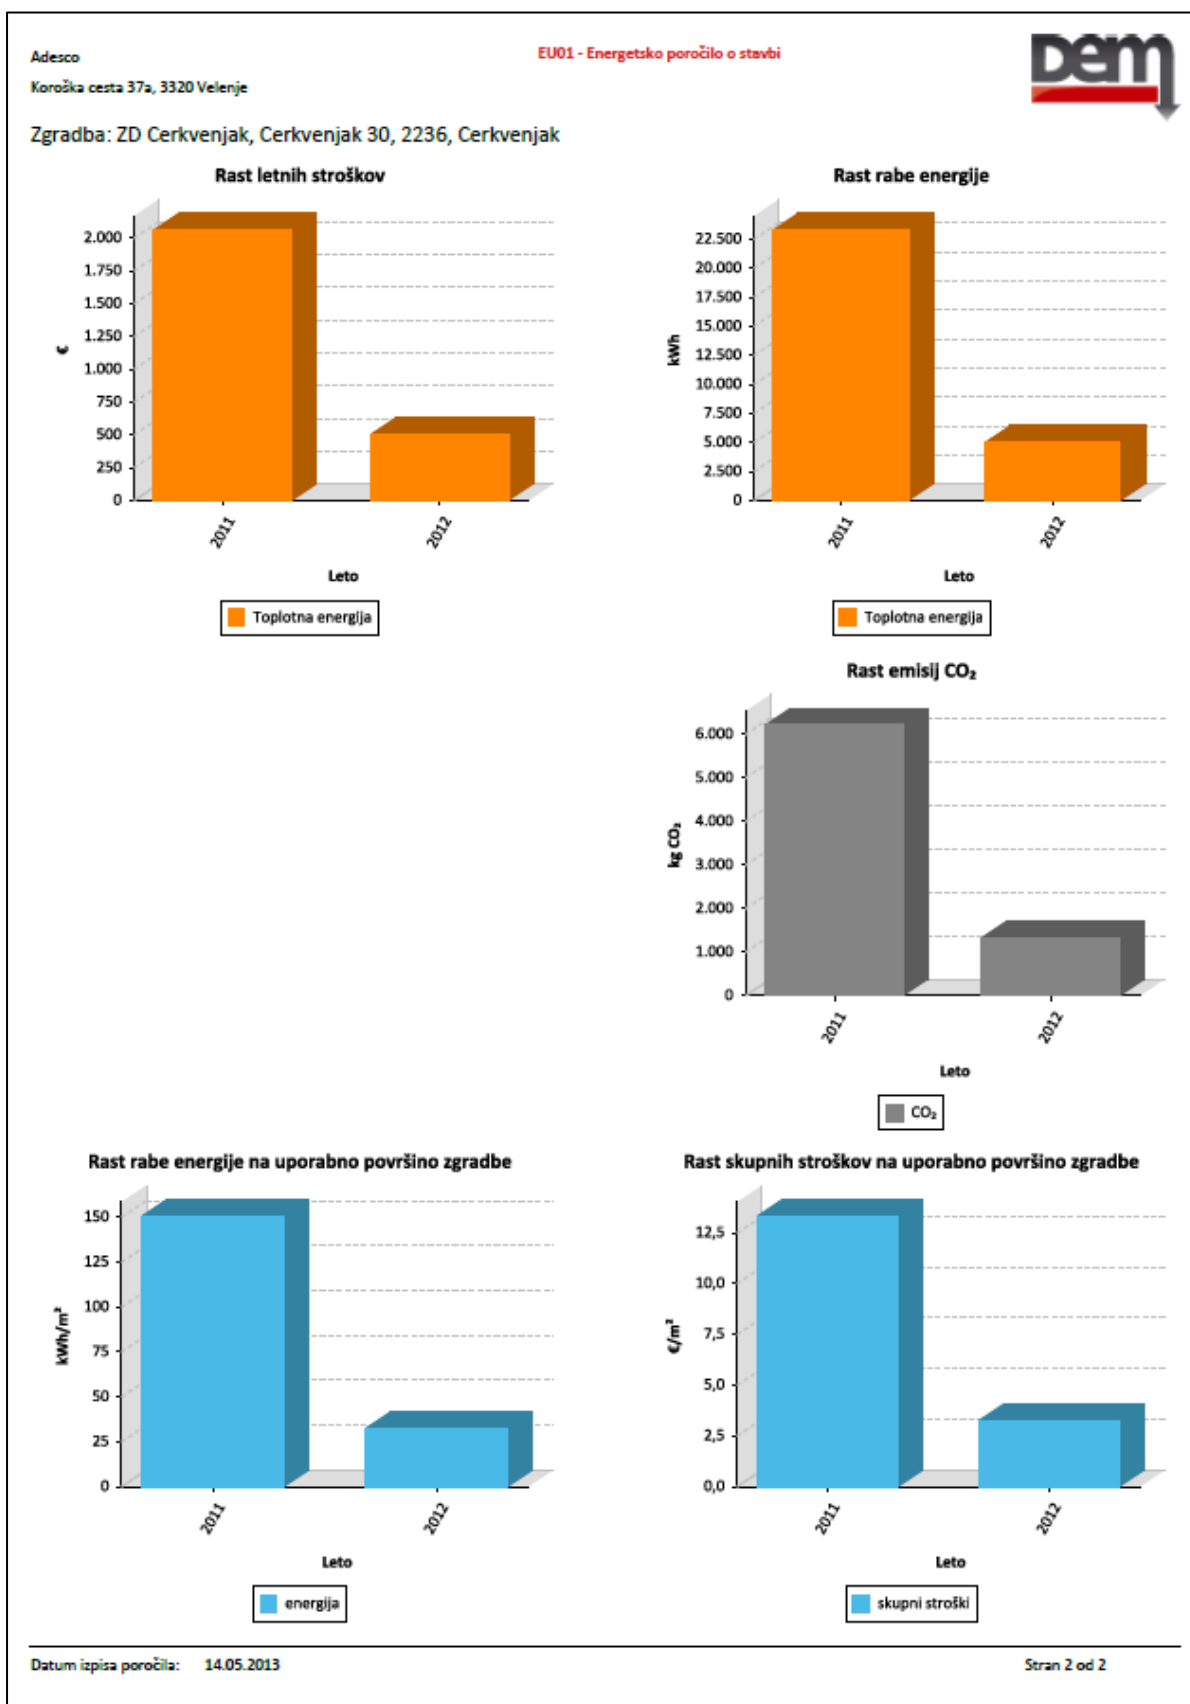 Adesco
EU01 - Energetsko poročilo o stavbi
Dem
Koroška cesta 37a, 3320 Velenje
Zgradba: ZD Cerkvenjak, Cerkvenjak 30, 2236, Cerkvenjak
Rast letnih stroškov
2.000
1.750
1.500
1.250
1.000
750
500
250
0
€
2011
2012
Leto
Toplotna energija
Rast rabe energije
22.500
20.000
17.500
15.000
12.500
10.000
7.500
5.000
2.500
0
kWh
2011
2012
Leto
Toplotna energija
Rast emisij CO₂
6.000
5.000
4.000
3.000
2.000
1.000
0
kg CO₂
2011
2012
Leto
CO₂
Rast rabe energije na uporabno površino zgradbe
150
125
100
75
50
25
0
kWh/m²
2011
2012
Leto
energija
Rast skupnih stroškov na uporabno površino zgradbe
12,5
10,0
7,5
5,0
2,5
0,0
€/m²
2011
2012
Leto
skupni stroški
Datum izpisa poročila: 14.05.2013
Stran 2 od 2